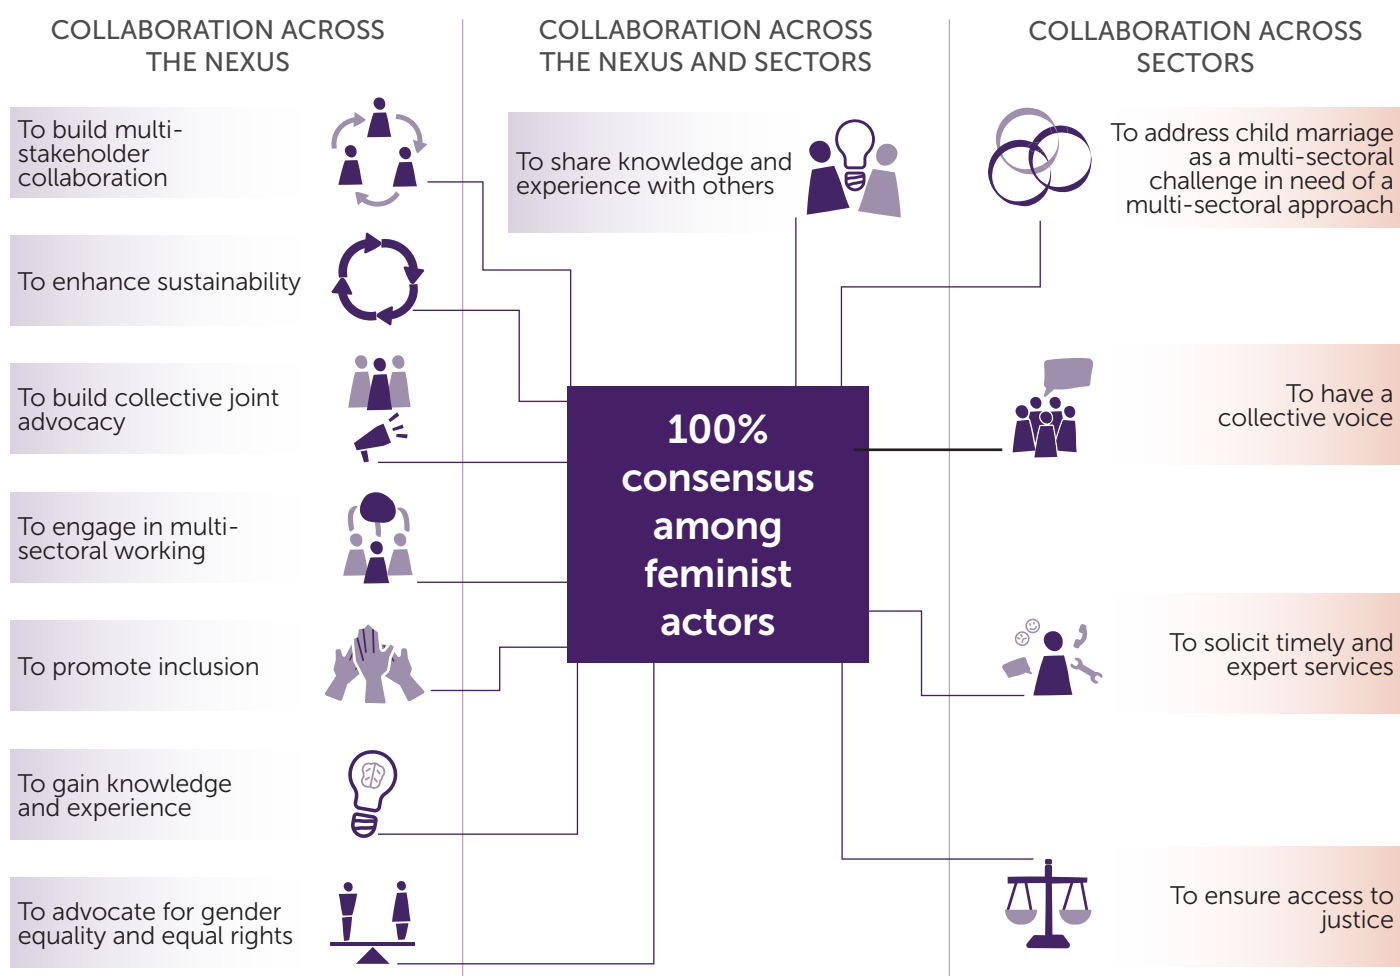 COLLABORATION ACROSS
THE NEXUS
To build multi-
stakeholder
collaboration
To enhance sustainability
To build collective joint
advocacy
To engage in multi-
sectoral working
To promote inclusion
To gain knowledge
and experience
To advocate for gender
equality and equal rights
COLLABORATION ACROSS
THE NEXUS AND SECTORS
To share knowledge and
experience with others
100%
consensus
among
feminist
actors
COLLABORATION ACROSS
SECTORS
To address child marriage
as a multi-sectoral
challenge in need of a
multi-sectoral approach
To have a
collective voice
To solicit timely and
expert services
To ensure access to
justice